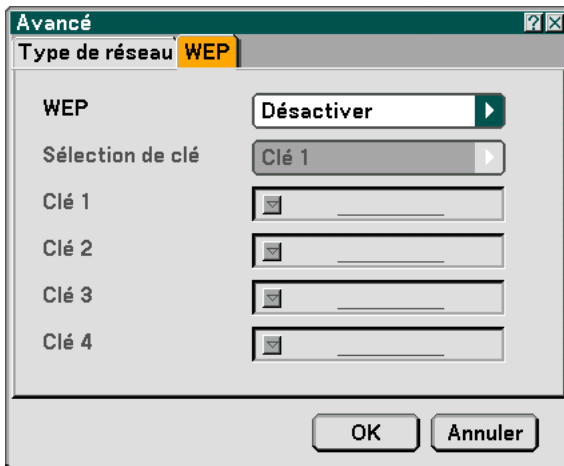 Avancé
Type de réseau WEP
WEP Désactiver
Sélection de clé Clé 1
Clé 1
Clé 2
Clé 3
Clé 4
OK Annuler